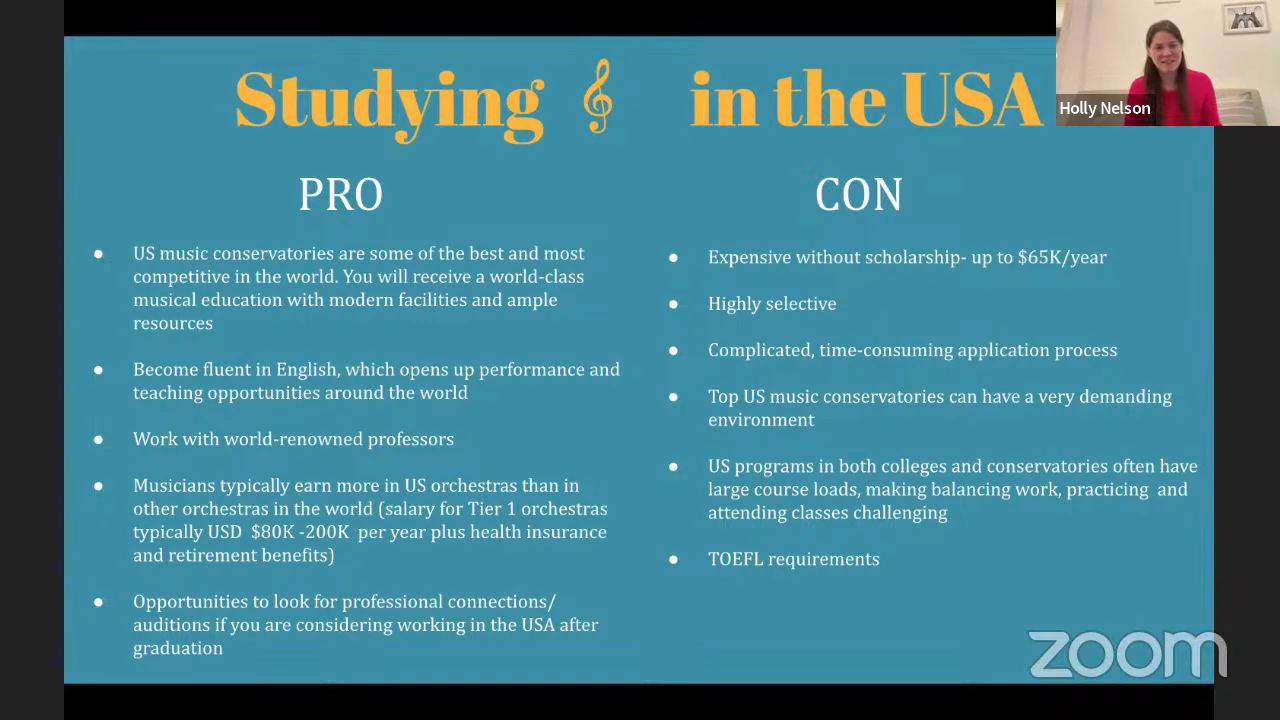 Studying in the USA
Holly Nelson
PRO
● US music conservatories are some of the best and most
competitive in the world. You will receive a world-class
musical education with modern facilities and ample
resources
● Become fluent in English, which opens up performance and
teaching opportunities around the world
● Work with world-renowned professors
● Musicians typically earn more in US orchestras than in
other orchestras in the world (salary for Tier 1 orchestras
typically USD $80K -200K per year plus health insurance
and retirement benefits)
● Opportunities to look for professional connections/
auditions if you are considering working in the USA after
graduation
CON
● Expensive without scholarship- up to $65K/year
● Highly selective
● Complicated, time-consuming application process
● Top US music conservatories can have a very demanding
environment
● US programs in both colleges and conservatories often have
large course loads, making balancing work, practicing and
attending classes challenging
● TOEFL requirements
zoom